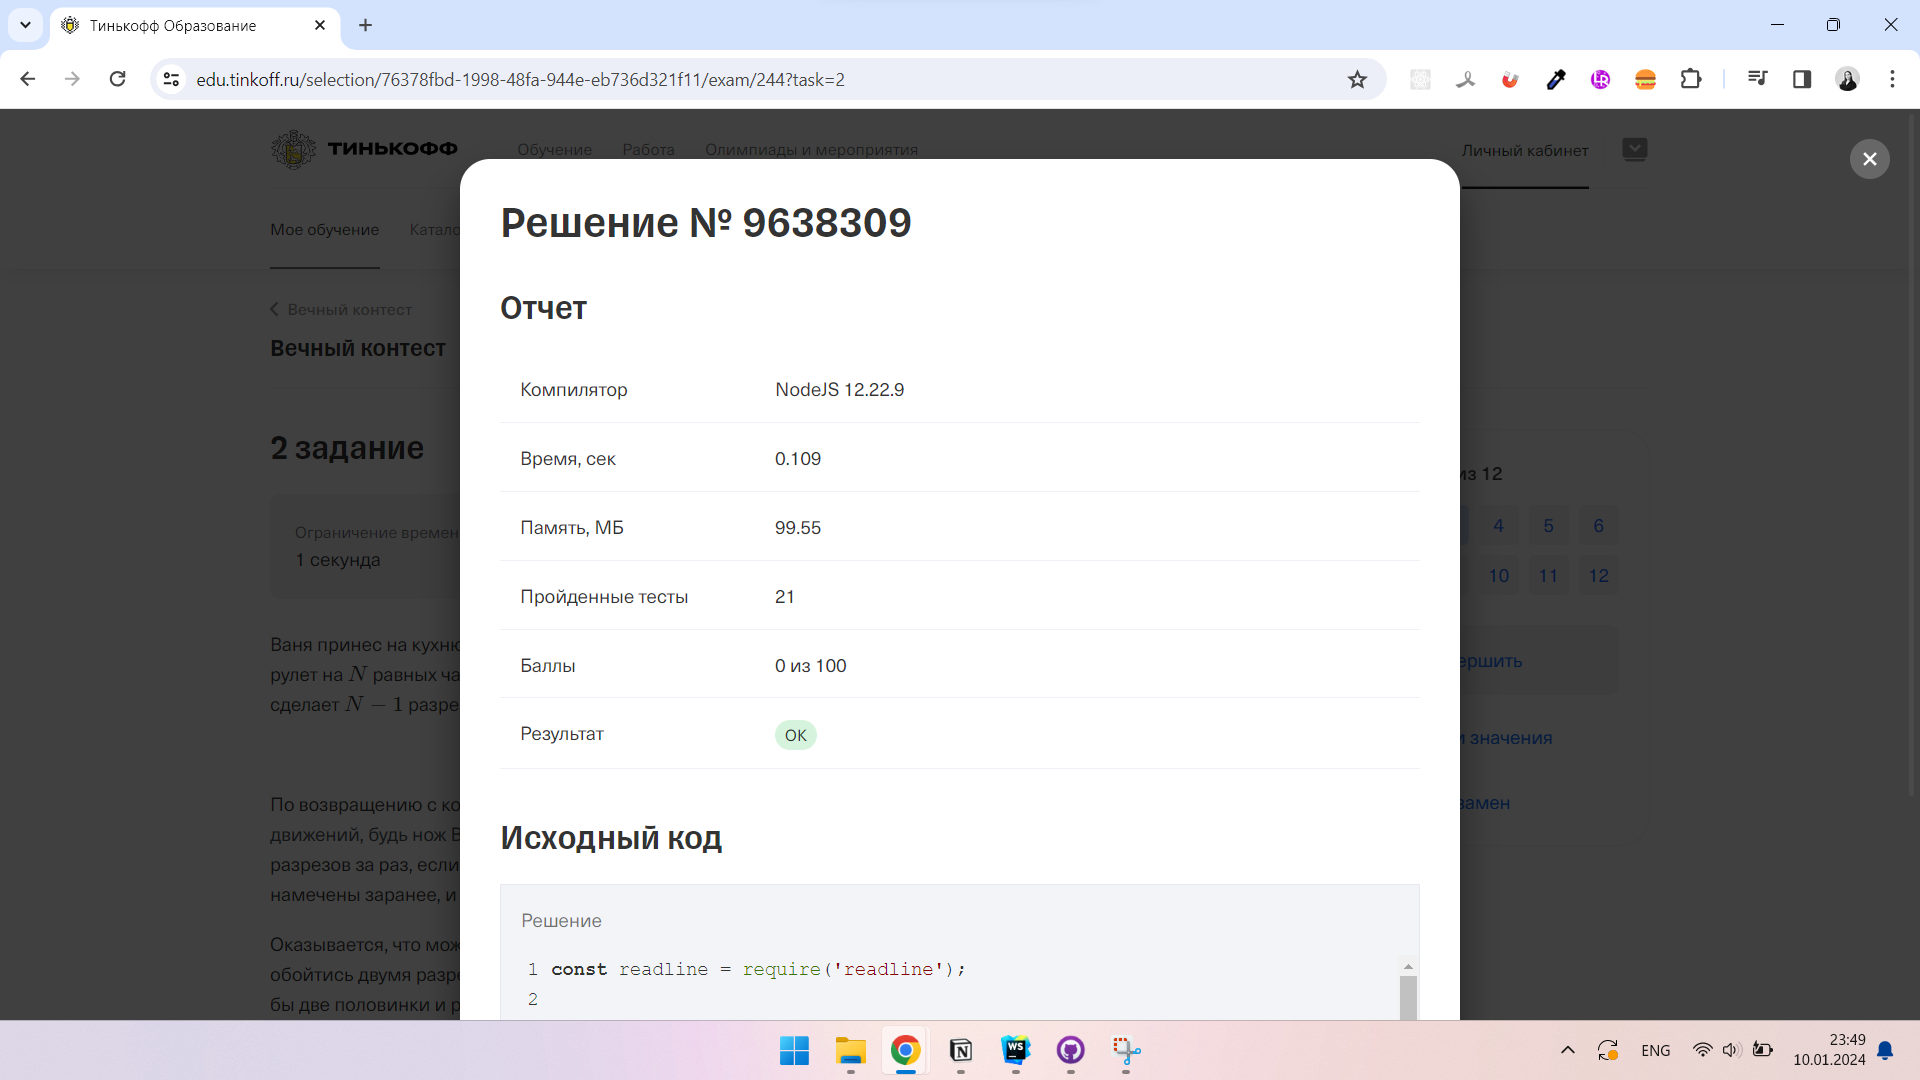 Тинькофф Образование
edu.tinkoff.ru/selection/76378fbd-1998-48fa-944e-eb736d321f11/exam/244?task=2
ТИНЬКОФФ
Обучение Работа Олимпиады и мероприятия
Личный кабинет
Мое обучение Катало
Вечный контест
Вечный контест
2 задание
Ограничение времен
1 секунда
Ваня принес на кухню
рулет на N равных ча
сделает N − 1 разре
По возвращению с ко
движений, будь нож В
разрезов за раз, если
намечены заранее, и
Оказывается, что мож
обойтись двумя разре
бы две половинки и р
Решение № 9638309
Отчет
Компилятор NodeJS 12.22.9
Время, сек 0.109
Память, МБ 99.55
Пройденные тесты 21
Баллы 0 из 100
Результат OK
Исходный код
Решение
1 const readline = require('readline');
2
из 12
4 5 6
10 11 12
ершить
и значения
замен
LR
N
WS
ENG
23:49
10.01.2024